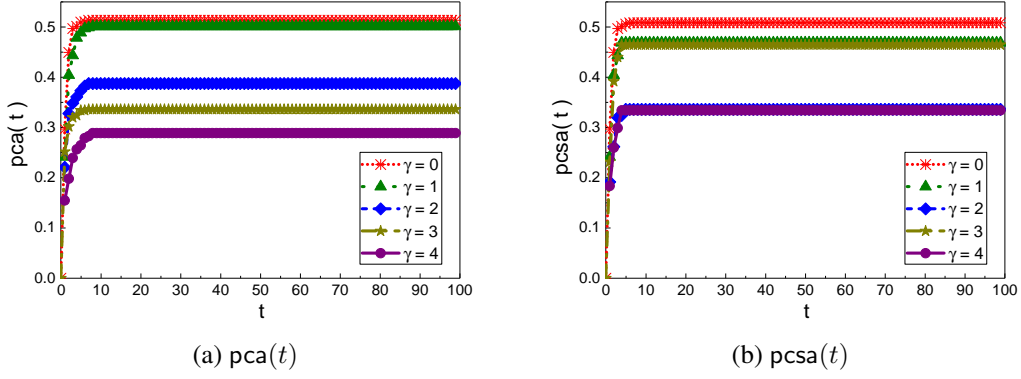 0.5
0.4
0.3
0.2
0.1
0.0
pca( t )
0 10 20 30 40 50 60 70 80 90 100
t
γ = 0
γ = 1
γ = 2
γ = 3
γ = 4
(a) pca(t)
0.5
0.4
0.3
0.2
0.1
0.0
pcsa( t )
0 10 20 30 40 50 60 70 80 90 100
t
γ = 0
γ = 1
γ = 2
γ = 3
γ = 4
(b) pcsa(t)